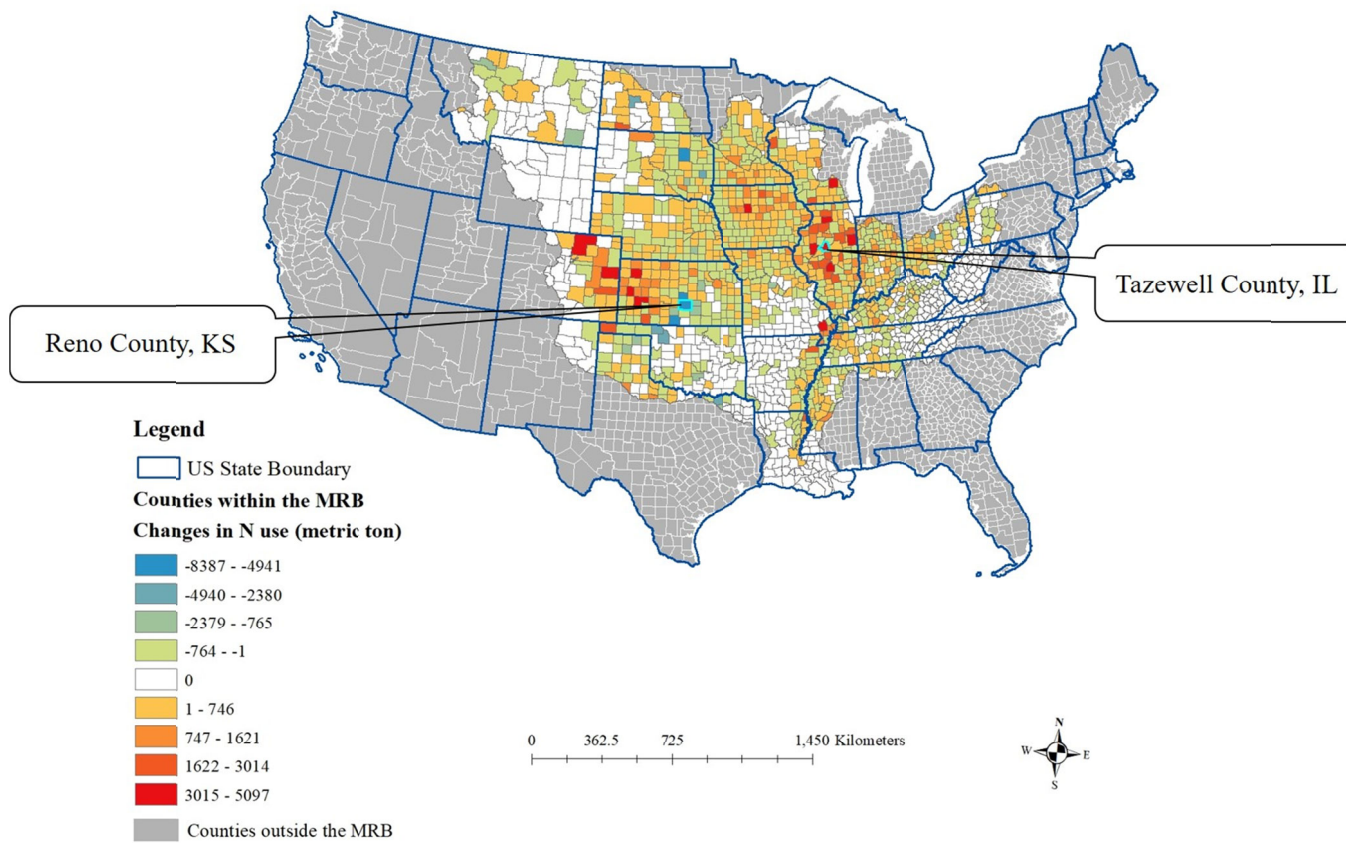 Tazewell County, IL
Reno County, KS
Legend
US State Boundary
Counties within the MRB
Changes in N use (metric ton)
-8387 - -4941
-4940 - -2380
-2379 - -765
-764 - -1
0
1 - 746
747 - 1621
1622 - 3014
3015 - 5097
Counties outside the MRB
0 362.5 725 1,450 Kilometers
N
W E
S